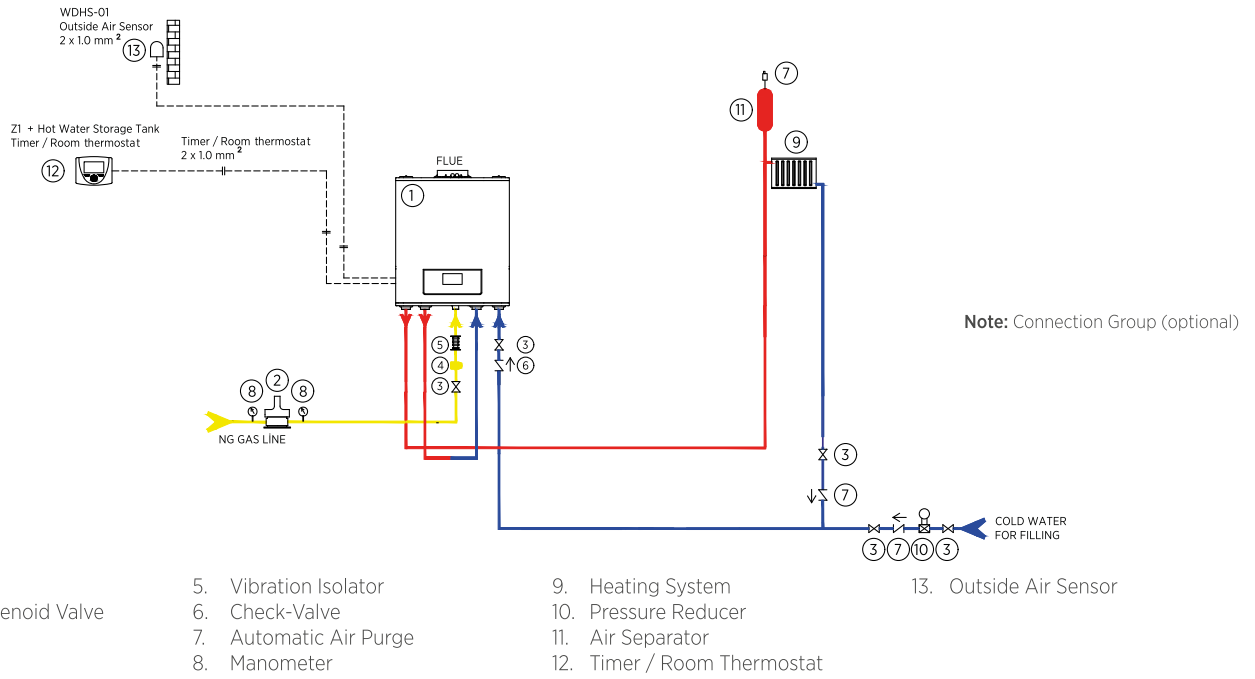 WDHS-01
Outside Air Sensor
2 x 1.0 mm ²
13
Z1 + Hot Water Storage Tank
Timer / Room thermostat
12
Timer / Room thermostat
2 x 1.0 mm ²
FLUE
1
7
11
9
5
3
4
6
3
8
2
8
NG GAS LİNE
Note: Connection Group (optional)
3
7
COLD WATER
FOR FILLING
3
7
10
3
enoid Valve
5. Vibration Isolator
6. Check-Valve
7. Automatic Air Purge
8. Manometer
9. Heating System
10. Pressure Reducer
11. Air Separator
12. Timer / Room Thermostat
13. Outside Air Sensor